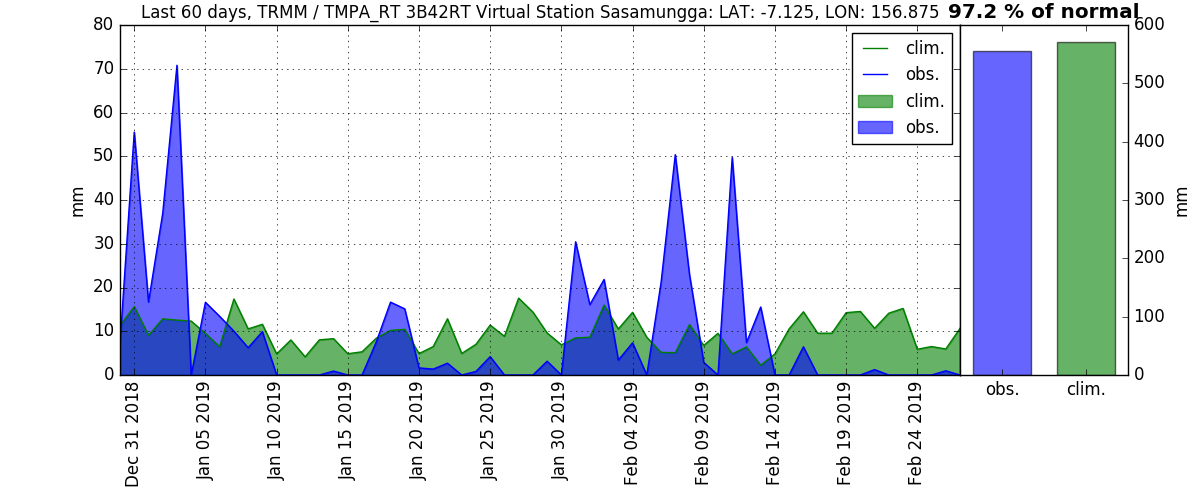 Last 60 days, TRMM / TMPA_RT 3B42RT Virtual Station Sasamungga: LAT: -7.125, LON: 156.875
97.2 % of normal
80
70
60
50
40
30
20
10
0
mm
clim.
obs.
clim.
obs.
Dec 31 2018
Jan 05 2019
Jan 10 2019
Jan 15 2019
Jan 20 2019
Jan 25 2019
Jan 30 2019
Feb 04 2019
Feb 09 2019
Feb 14 2019
Feb 19 2019
Feb 24 2019
600
500
400
300
200
100
0
mm
obs.
clim.